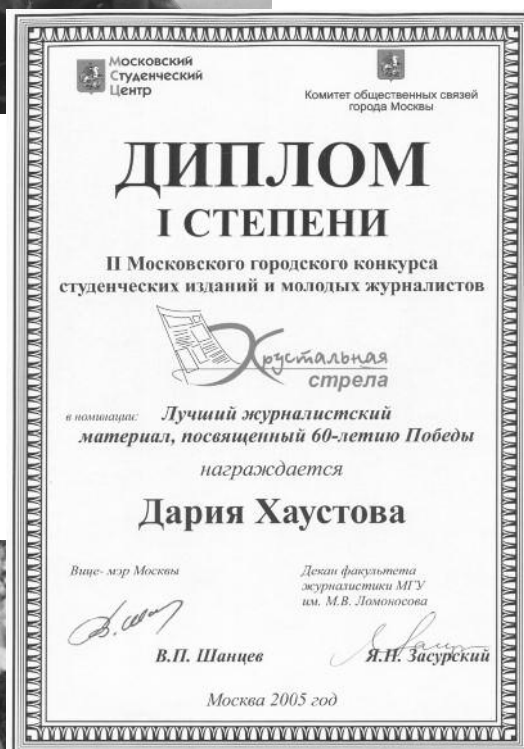 Московский
Студенческий
Центр
Комитет общественных связей
города Москвы
ДИПЛОМ
I СТЕПЕНИ
II Московского городского конкурса
студенческих изданий и молодых журналистов
Хрустальная
стрела
в номинации: Лучший журналистский
материал, посвященный 60-летию Победы
награждается
Дария Хаустова
Вице- мэр Москвы
Декан факультета
журналистики МГУ
им. М.В. Ломоносова
В.П. Шанцев
Я.Н. Засурский
Москва 2005 год